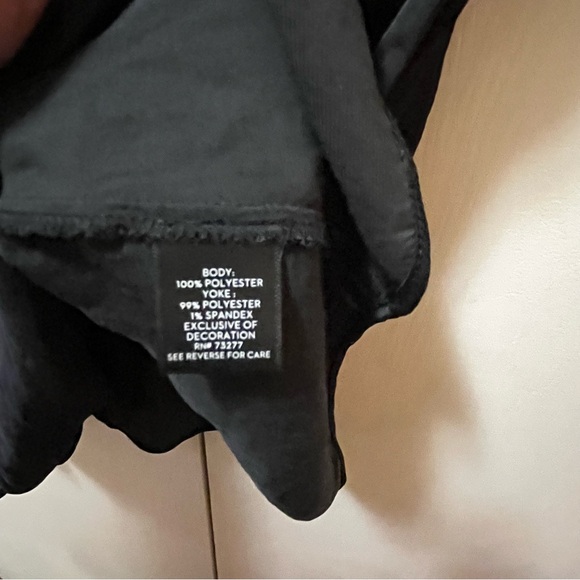 BODY:
100% POLYESTER
YOKE:
99% POLYESTER
1% SPANDEX
EXCLUSIVE OF
DECORATION
RN# 73277
SEE REVERSE FOR CARE